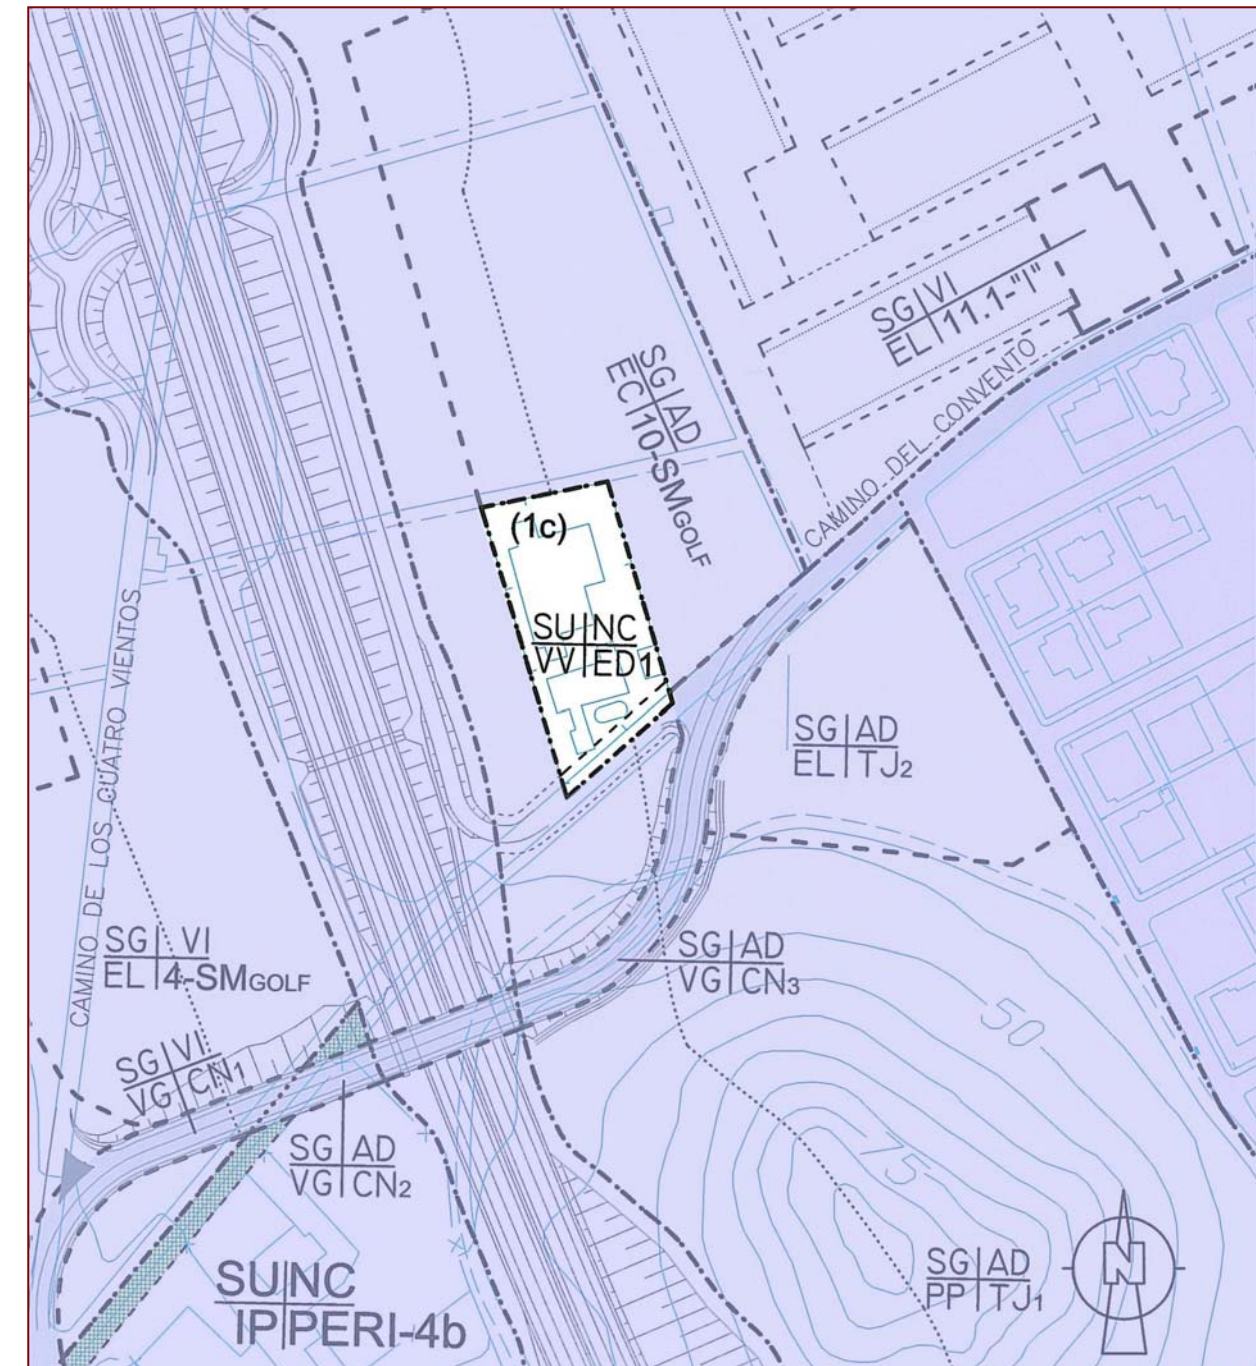 SG VI
EL 11.1-"I"
SG AD
EC 10-SMGOLF
CAMINO DEL CONVENTO
(1c)
SU NC
VV ED1
CAMINO DE LOS CUATRO VIENTOS
SG AD
EL TJ2
SG VI
EL 4-SMGOLF
SG AD
VG CN3
50
SG VI
VG CN1
SG AD
VG CN2
75
SU NC
IP PERI-4b
SG AD
PP TJ1
N